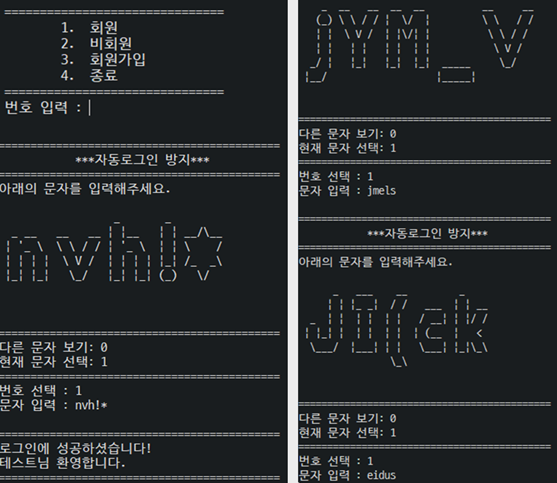 ==============================
1. 회원
2. 비회원
3. 회원가입
4. 종료
==============================
번호 입력 : |
==============================
***자동로그인 방지***
==============================
아래의 문자를 입력해주세요.
nvh!*
==============================
다른 문자 보기: 0
현재 문자 선택: 1
==============================
번호 선택 : 1
문자 입력 : nvh!*
==============================
로그인에 성공하셨습니다!
테스트님 환영합니다.
==============================
jYM_V
==============================
다른 문자 보기: 0
현재 문자 선택: 1
==============================
번호 선택 : 1
문자 입력 : jmels
==============================
***자동로그인 방지***
==============================
아래의 문자를 입력해주세요.
==============================
다른 문자 보기: 0
현재 문자 선택: 1
==============================
번호 선택 : 1
문자 입력 : eidus